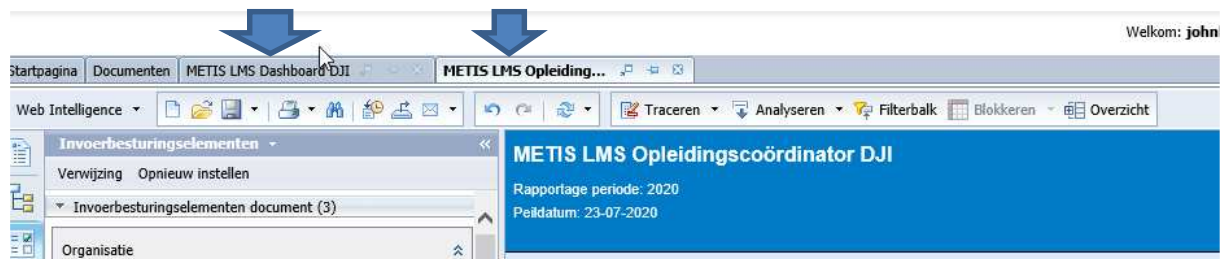 Welkom: john
Startpagina Documenten METIS LMS Dashboard DJI METIS LMS Opleiding...
Web Intelligence Traceren Analyseren Filterbalk Blokkeren Overzicht
Invoerbesturingselementen
Verwijzing Opnieuw instellen
Invoerbesturingselementen document (3)
Organisatie
METIS LMS Opleidingscoördinator DJI
Rapportage periode: 2020
Peildatum: 23-07-2020